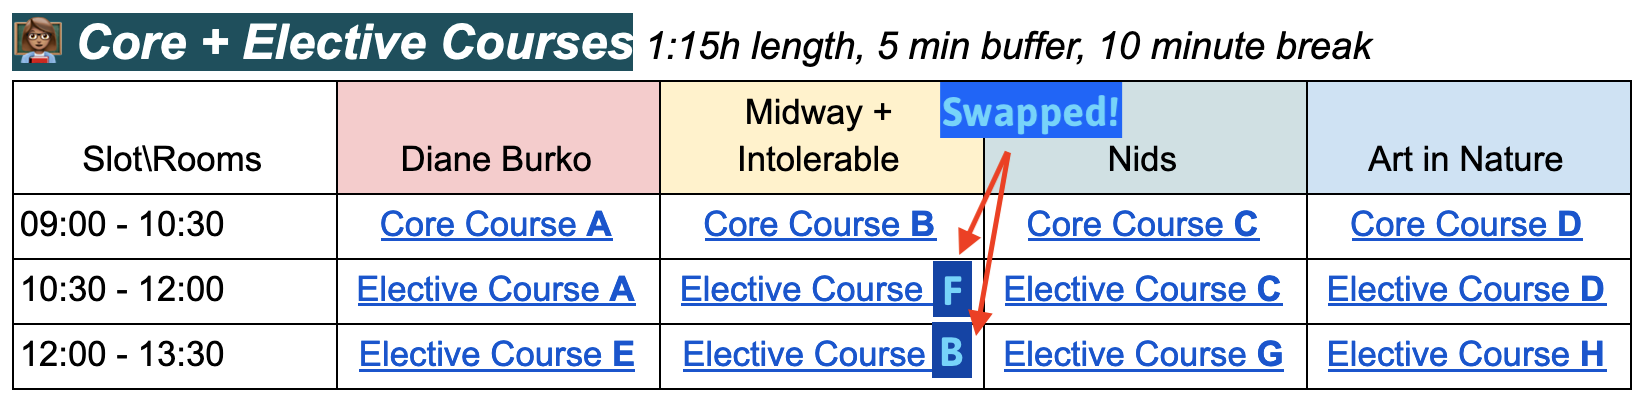 Core + Elective Courses 1:15h length, 5 min buffer, 10 minute break
Slot\Rooms
Diane Burko
Midway +
Intolerable
Swapped!
Nids
Art in Nature
09:00 - 10:30
Core Course A
Core Course B
Core Course C
Core Course D
10:30 - 12:00
Elective Course A
Elective Course F
Elective Course C
Elective Course D
12:00 - 13:30
Elective Course E
Elective Course B
Elective Course G
Elective Course H